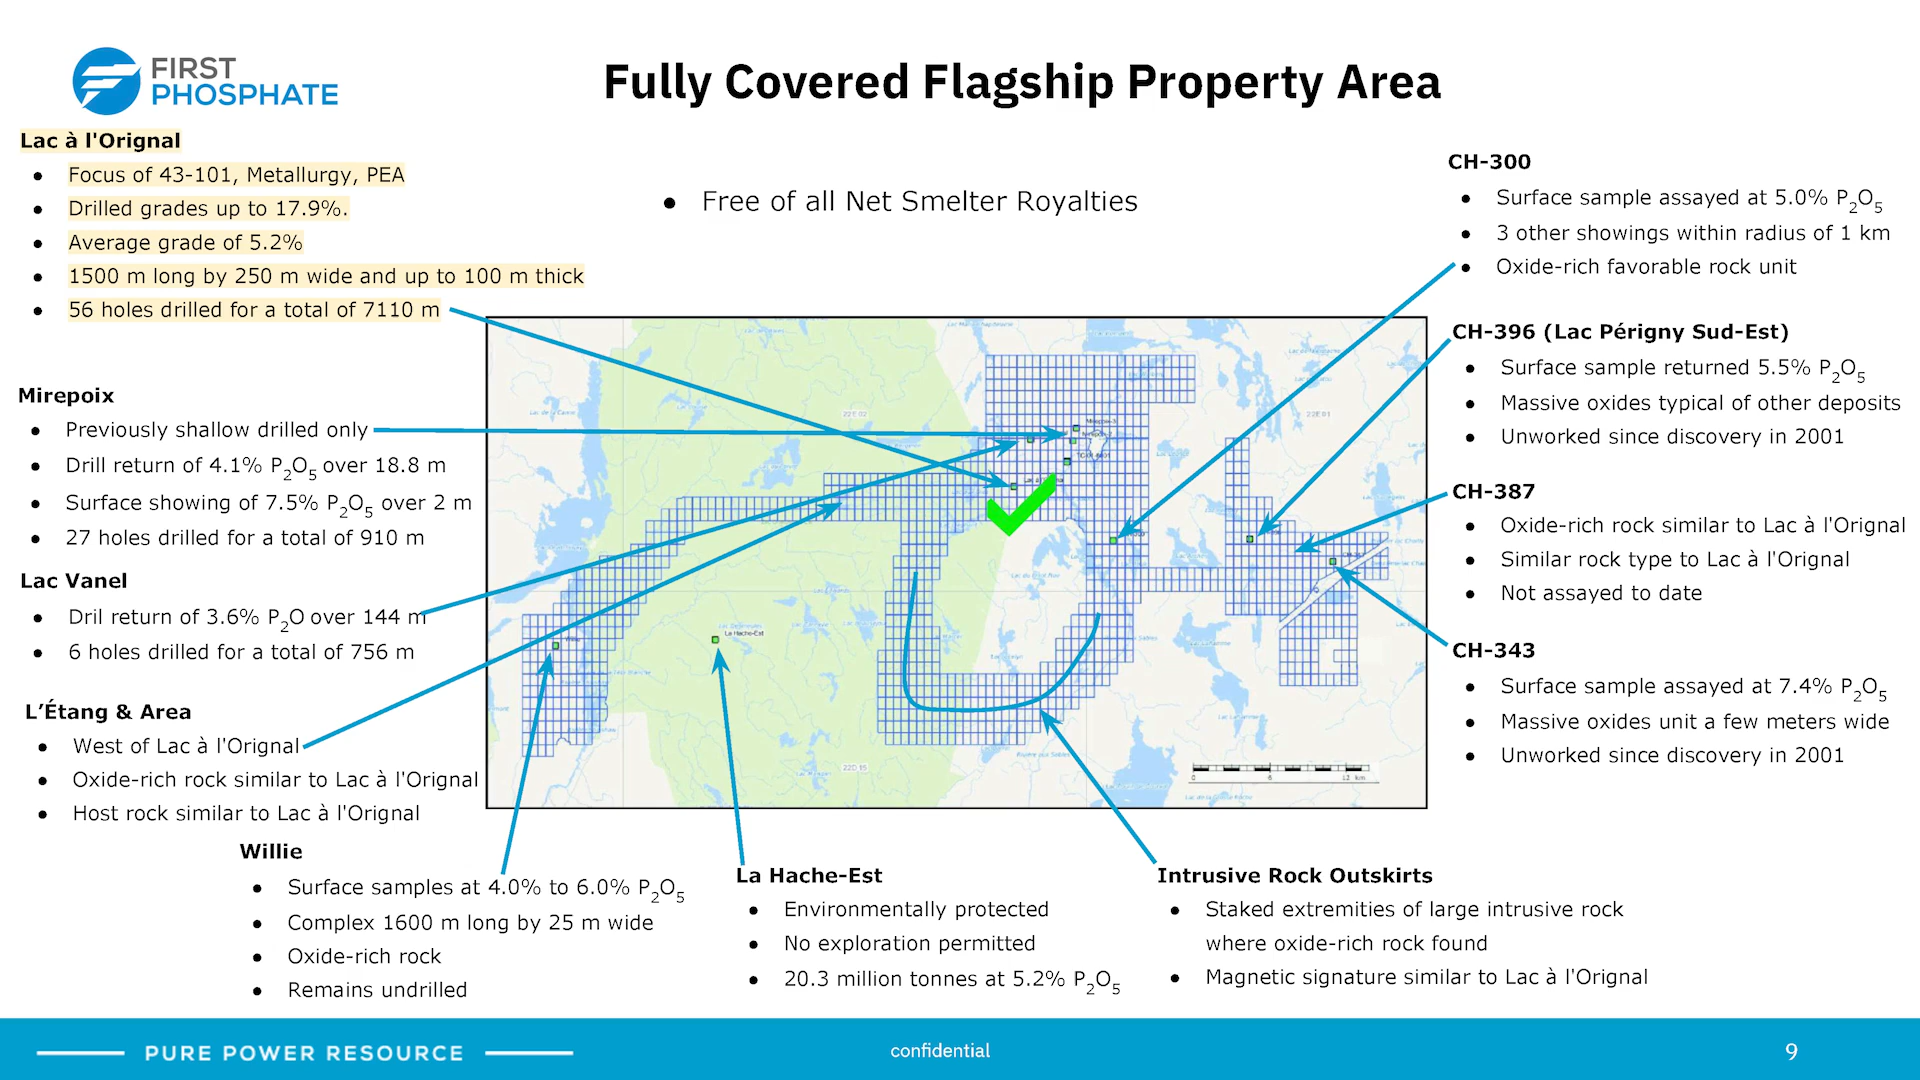 FIRST
PHOSPHATE
Fully Covered Flagship Property Area
Lac à l'Orignal
• Focus of 43-101, Metallurgy, PEA
• Drilled grades up to 17.9%.
• Average grade of 5.2%
• 1500 m long by 250 m wide and up to 100 m thick
• 56 holes drilled for a total of 7110 m
Mirepoix
• Previously shallow drilled only
• Drill return of 4.1% P2O5 over 18.8 m
• Surface showing of 7.5% P2O5 over 2 m
• 27 holes drilled for a total of 910 m
Lac Vanel
• Dril return of 3.6% P2O over 144 m
• 6 holes drilled for a total of 756 m
L’Étang & Area
• West of Lac à l'Orignal
• Oxide-rich rock similar to Lac à l'Orignal
• Host rock similar to Lac à l'Orignal
Willie
• Surface samples at 4.0% to 6.0% P2O5
• Complex 1600 m long by 25 m wide
• Oxide-rich rock
• Remains undrilled
• Free of all Net Smelter Royalties
22E 02
22E 01
La Hache-Est
22D 15
0 6 12 km
La Hache-Est
• Environmentally protected
• No exploration permitted
• 20.3 million tonnes at 5.2% P2O5
Intrusive Rock Outskirts
• Staked extremities of large intrusive rock
where oxide-rich rock found
• Magnetic signature similar to Lac à l'Orignal
CH-300
• Surface sample assayed at 5.0% P2O5
• 3 other showings within radius of 1 km
• Oxide-rich favorable rock unit
CH-396 (Lac Périgny Sud-Est)
• Surface sample returned 5.5% P2O5
• Massive oxides typical of other deposits
• Unworked since discovery in 2001
CH-387
• Oxide-rich rock similar to Lac à l'Orignal
• Similar rock type to Lac à l'Orignal
• Not assayed to date
CH-343
• Surface sample assayed at 7.4% P2O5
• Massive oxides unit a few meters wide
• Unworked since discovery in 2001
PURE POWER RESOURCE
confidential
9